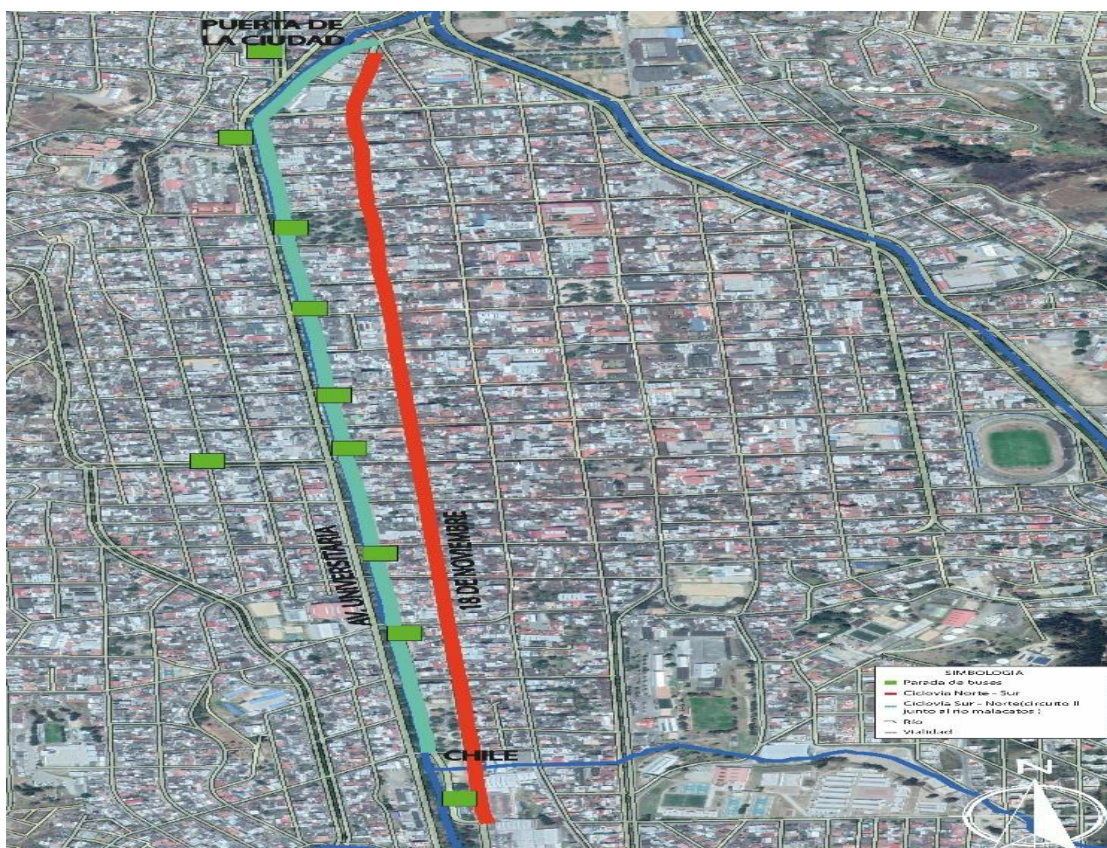 PUERTA DE
LA CIUDAD
AV. UNIVERSITARIA
18 DE NOVIEMBRE
CHILE
SIMBOLOGIA
Parada de buses
Ciclovia Norte - Sur
Ciclovia Sur - Norte(circuito II
junto al rio malacatos )
Río
Vialidad
N